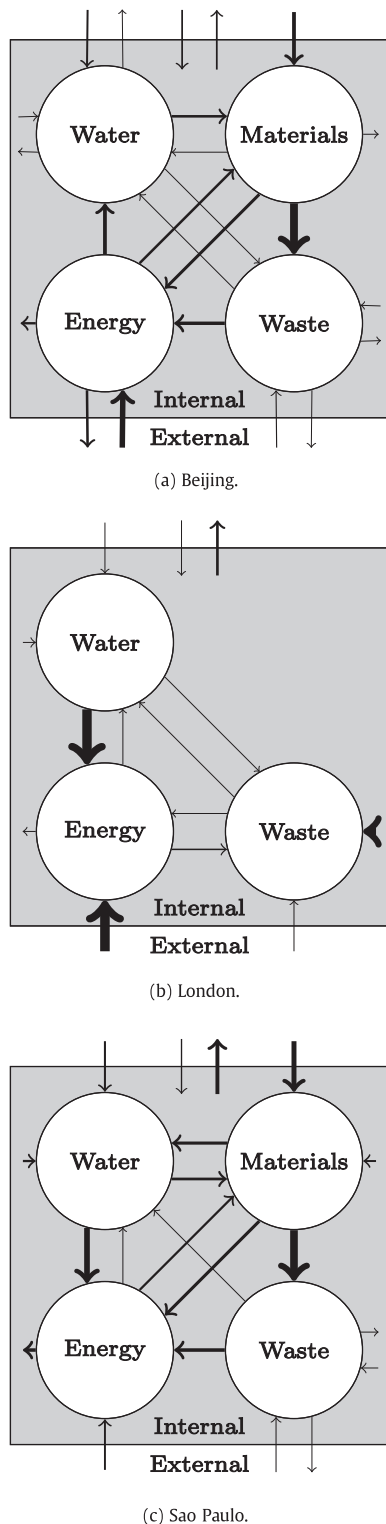 Water
Materials
Energy
Waste
Internal
External
(a) Beijing.
Water
Energy
Waste
Internal
External
(b) London.
Water
Materials
Energy
Waste
Internal
External
(c) Sao Paulo.